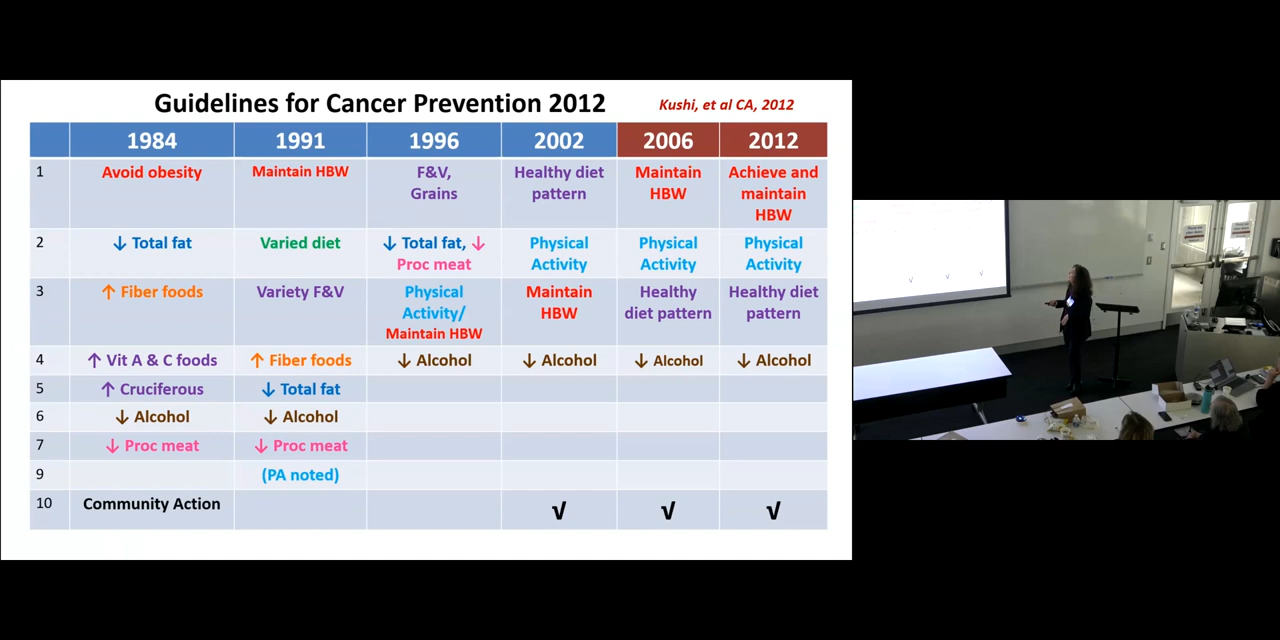 Guidelines for Cancer Prevention 2012 Kushi, et al CA, 2012
1984 1991 1996 2002 2006 2012
1 Avoid obesity Maintain HBW F&V, Healthy diet Maintain Achieve and
Grains pattern HBW maintain
HBW
2 ↓ Total fat Varied diet ↓ Total fat, ↓ Physical Physical Physical
Proc meat Activity Activity Activity
3 ↑ Fiber foods Variety F&V Physical Maintain Healthy Healthy diet
Activity/ HBW diet pattern pattern
Maintain HBW
4 ↑ Vit A & C foods ↑ Fiber foods ↓ Alcohol ↓ Alcohol ↓ Alcohol ↓ Alcohol
5 ↑ Cruciferous ↓ Total fat
6 ↓ Alcohol ↓ Alcohol
7 ↓ Proc meat ↓ Proc meat
9 (PA noted)
10 Community Action √ √ √